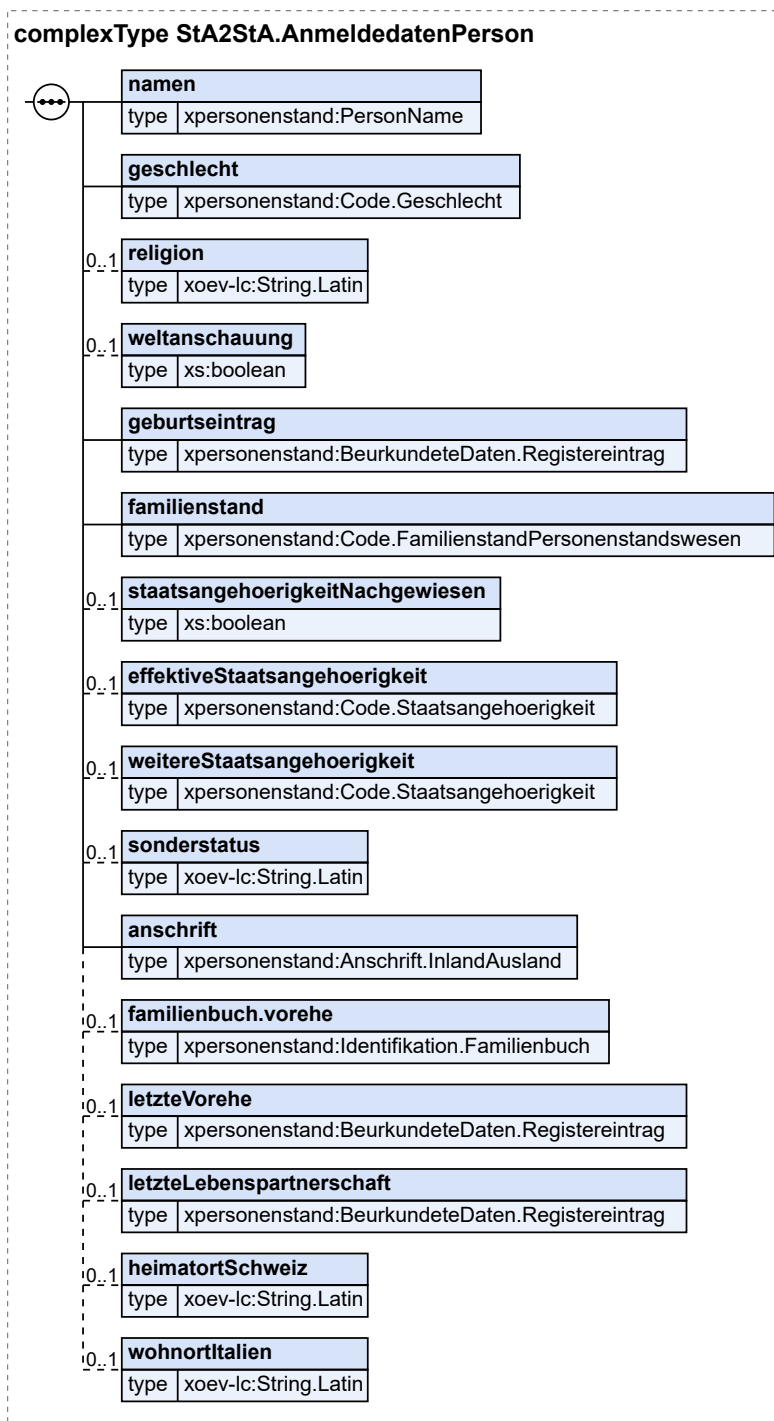 complexType StA2StA.AnmeldedatenPerson
namen
type xpersonenstand:PersonName
geschlecht
type xpersonenstand:Code.Geschlecht
0..1 religion
type xoev-lc:String.Latin
0..1 weltanschauung
type xs:boolean
geburtseintrag
type xpersonenstand:BeurkundeteDaten.Registereintrag
familienstand
type xpersonenstand:Code.FamilienstandPersonenstandswesen
0..1 staatsangehoerigkeitNachgewiesen
type xs:boolean
0..1 effektiveStaatsangehoerigkeit
type xpersonenstand:Code.Staatsangehoerigkeit
0..1 weitereStaatsangehoerigkeit
type xpersonenstand:Code.Staatsangehoerigkeit
0..1 sonderstatus
type xoev-lc:String.Latin
anschrift
type xpersonenstand:Anschrift.InlandAusland
0..1 familienbuch.vorehe
type xpersonenstand:Identifikation.Familienbuch
0..1 letzteVorehe
type xpersonenstand:BeurkundeteDaten.Registereintrag
0..1 letzteLebenspartnerschaft
type xpersonenstand:BeurkundeteDaten.Registereintrag
0..1 heimatortSchweiz
type xoev-lc:String.Latin
0..1 wohnortItalien
type xoev-lc:String.Latin